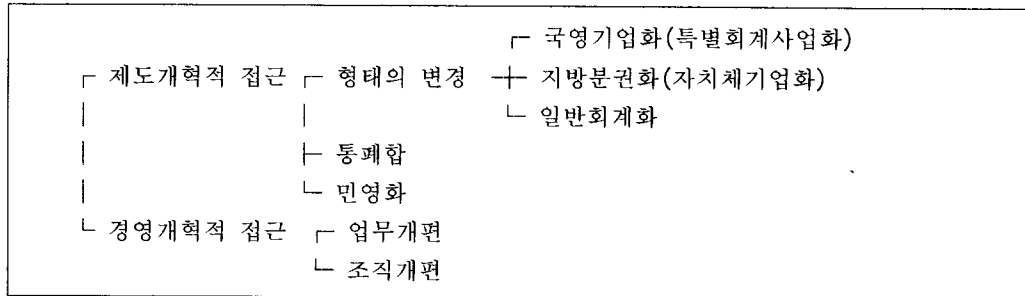 국영기업화(특별회계사업화)
제도개혁적 접근 형태의 변경 지방분권화(자치체기업화)
일반회계화
통폐합
민영화
경영개혁적 접근 업무개편
조직개편